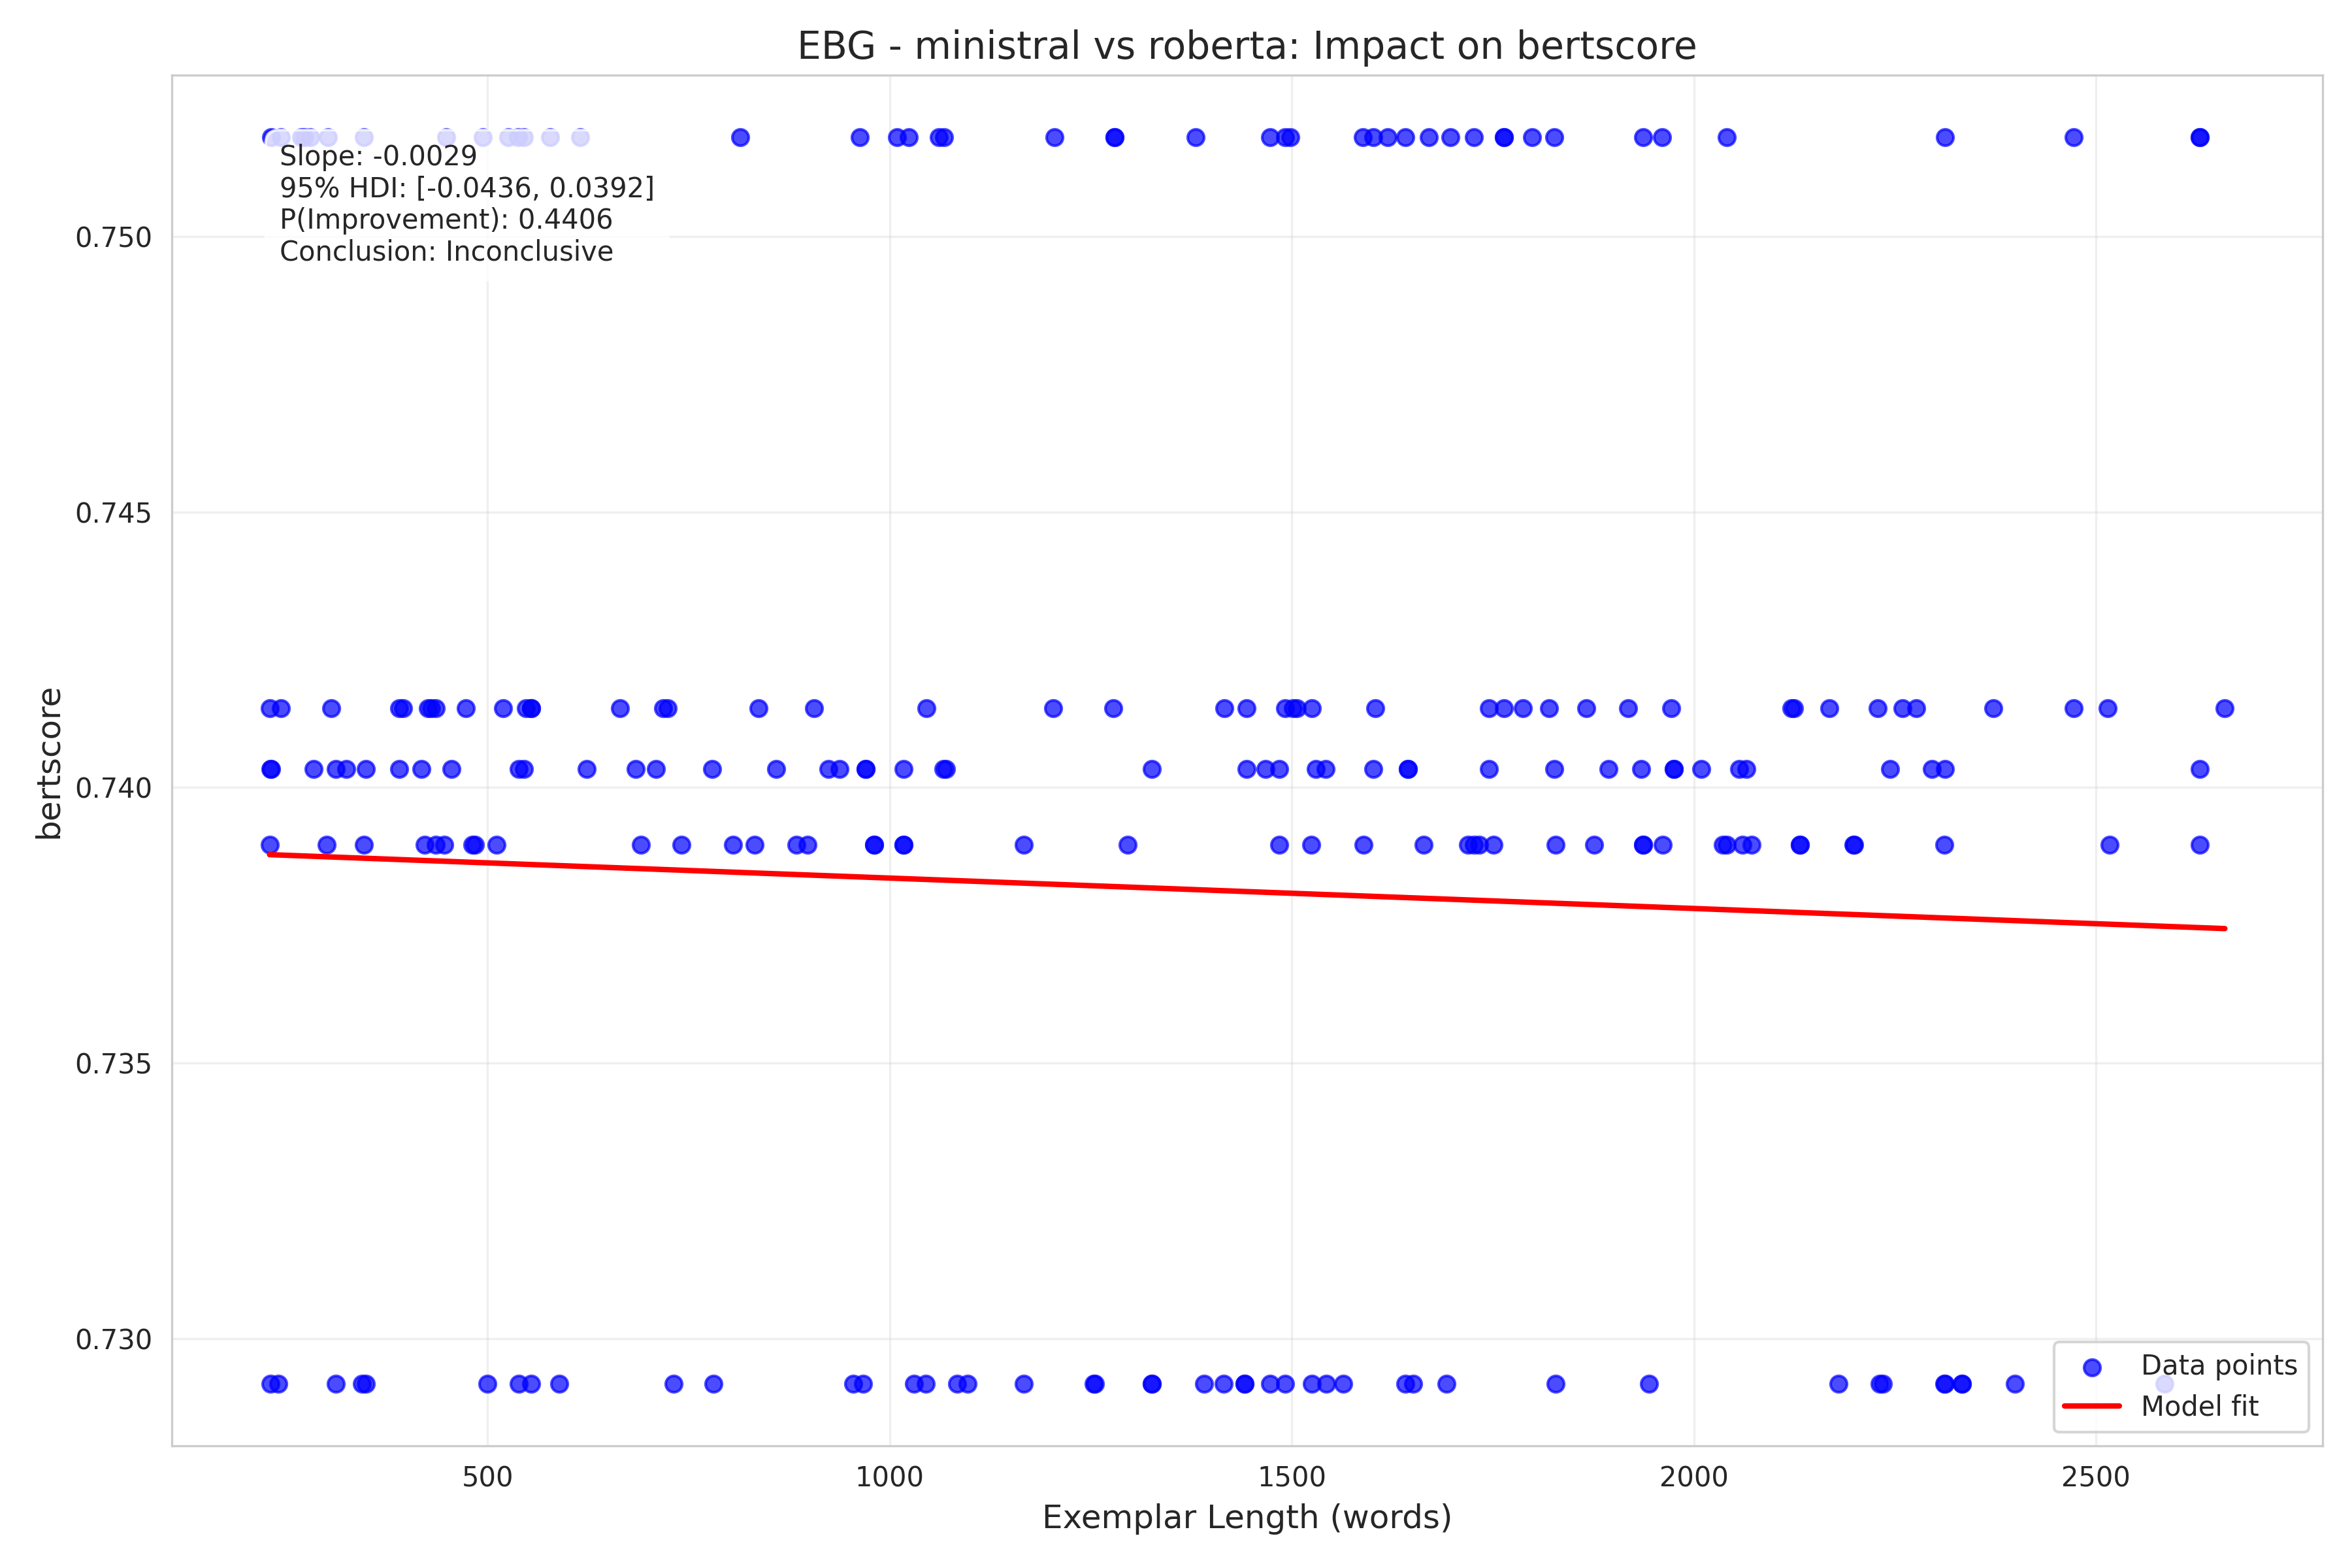 EBG - ministral vs roberta: Impact on bertscore
Slope: -0.0029
95% HDI: [-0.0436, 0.0392]
P(Improvement): 0.4406
Conclusion: Inconclusive
0.750
0.745
0.740
0.735
0.730
bertscore
Data points
Model fit
500
1000
1500
2000
2500
Exemplar Length (words)